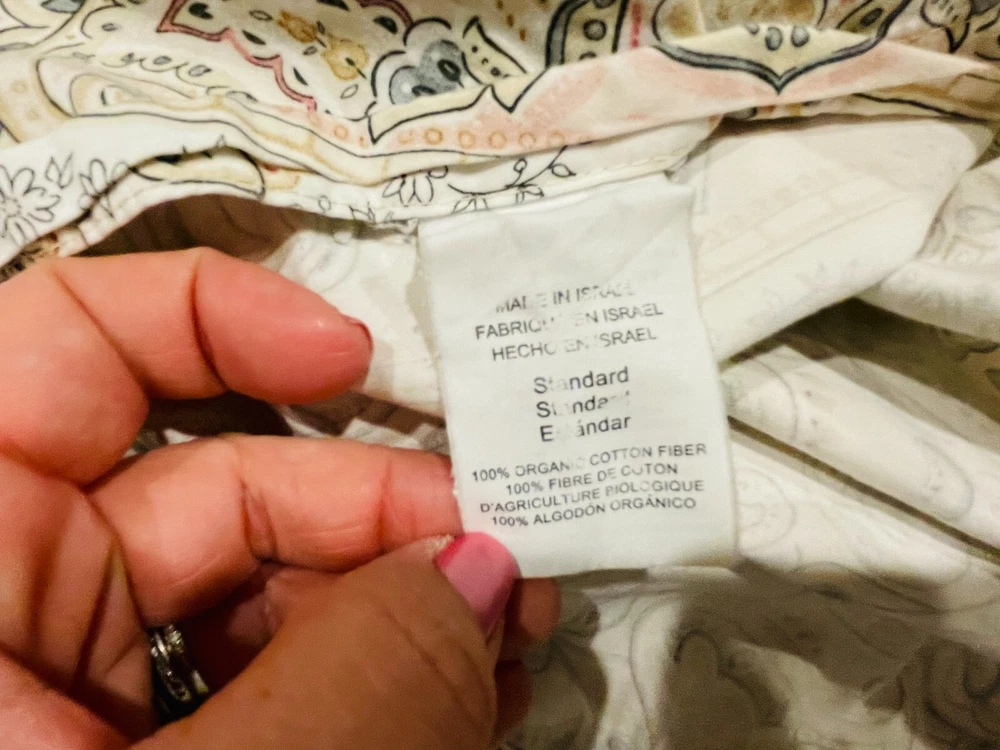 MADE IN ISRAEL
FABRIQUÉ EN ISRAEL
HECHO EN ISRAEL
Standard
Standard
Estándar
100% ORGANIC COTTON FIBER
100% FIBRE DE COTON
D'AGRICULTURE BIOLOGIQUE
100% ALGODÓN ORGÁNICO